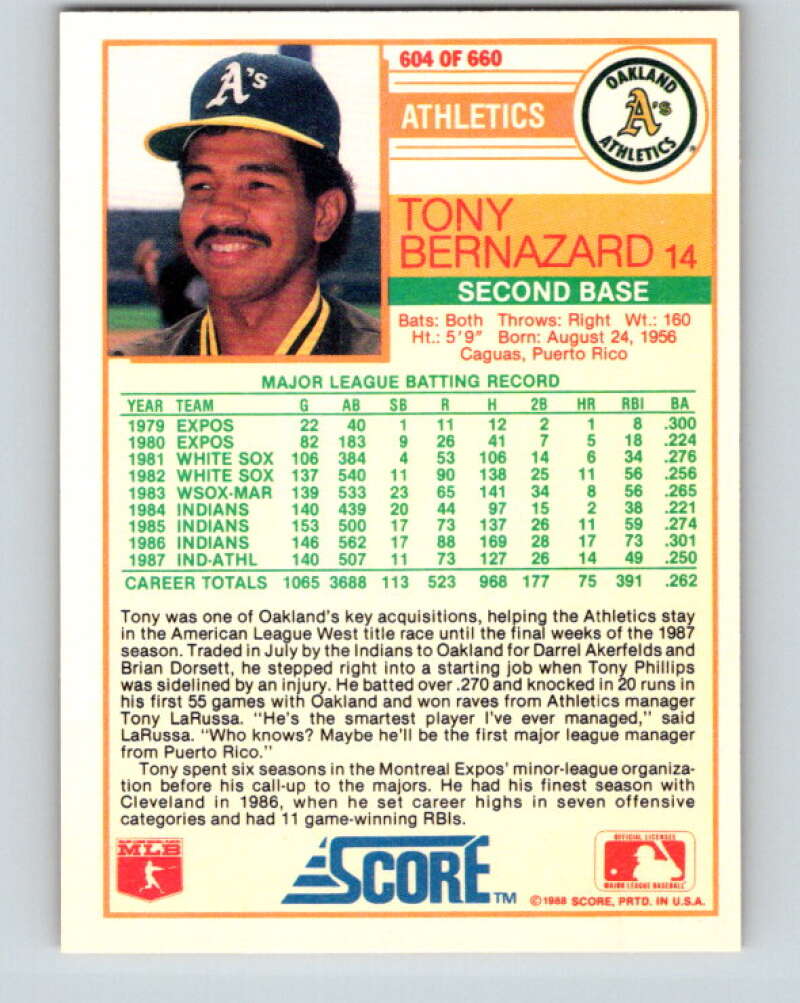 A's
604 OF 660
OAKLAND
A's
ATHLETICS
ATHLETICS
TONY
BERNAZARD 14
SECOND BASE
Bats: Both Throws: Right Wt.: 160
Ht.: 5'9" Born: August 24, 1956
Caguas, Puerto Rico
MAJOR LEAGUE BATTING RECORD
YEAR TEAM G AB SB R H 2B HR RBI BA
1979 EXPOS 22 40 1 11 12 2 1 8 .300
1980 EXPOS 82 183 9 26 41 7 5 18 .224
1981 WHITE SOX 106 384 4 53 106 14 6 34 .276
1982 WHITE SOX 137 540 11 90 138 25 11 56 .256
1983 WSOX-MAR 139 533 23 65 141 34 8 56 .265
1984 INDIANS 140 439 20 44 97 15 2 38 .221
1985 INDIANS 153 500 17 73 137 26 11 59 .274
1986 INDIANS 146 562 17 88 169 28 17 73 .301
1987 IND-ATHL 140 507 11 73 127 26 14 49 .250
CAREER TOTALS 1065 3688 113 523 968 177 75 391 .262
Tony was one of Oakland's key acquisitions, helping the Athletics stay
in the American League West title race until the final weeks of the 1987
season. Traded in July by the Indians to Oakland for Darrel Akerfelds and
Brian Dorsett, he stepped right into a starting job when Tony Phillips
was sidelined by an injury. He batted over .270 and knocked in 20 runs in
his first 55 games with Oakland and won raves from Athletics manager
Tony LaRussa. "He's the smartest player I've ever managed," said
LaRussa. "Who knows? Maybe he'll be the first major league manager
from Puerto Rico."
Tony spent six seasons in the Montreal Expos' minor-league organiza-
tion before his call-up to the majors. He had his finest season with
Cleveland in 1986, when he set career highs in seven offensive
categories and had 11 game-winning RBIs.
MLB
SCORE TM
OFFICIAL LICENSEE
MAJOR LEAGUE BASEBALL
©1988 SCORE, PRTD. IN U.S.A.